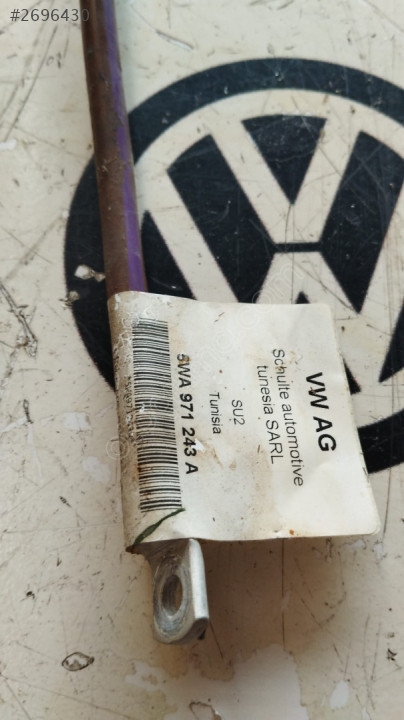 #2696430
VW AG
Schulte automotive
tunesia SARL
SU2
Tunisia
5WA 971 243 A